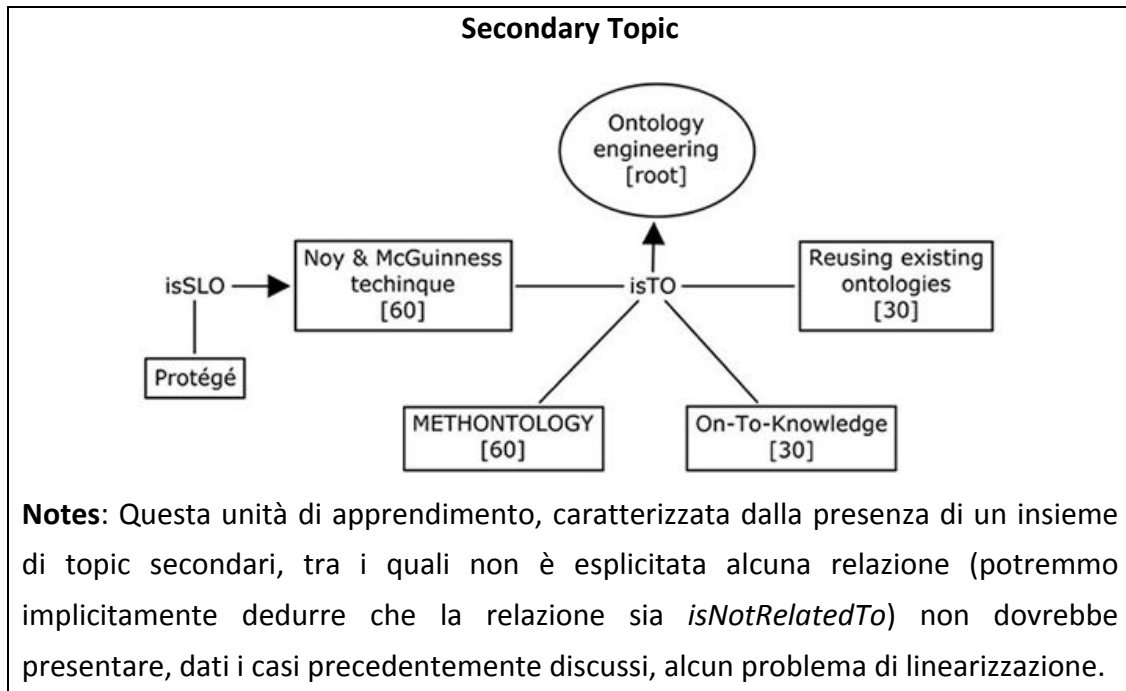 Secondary Topic
Ontology
engineering
[root]
Noy & McGuinness
techinque
[60]
isSLO
isTO
Reusing existing
ontologies
[30]
Protégé
METHONTOLOGY
[60]
On-To-Knowledge
[30]
Notes: Questa unità di apprendimento, caratterizzata dalla presenza di un insieme
di topic secondari, tra i quali non è esplicitata alcuna relazione (potremmo
implicitamente dedurre che la relazione sia isNotRelatedTo) non dovrebbe
presentare, dati i casi precedentemente discussi, alcun problema di linearizzazione.